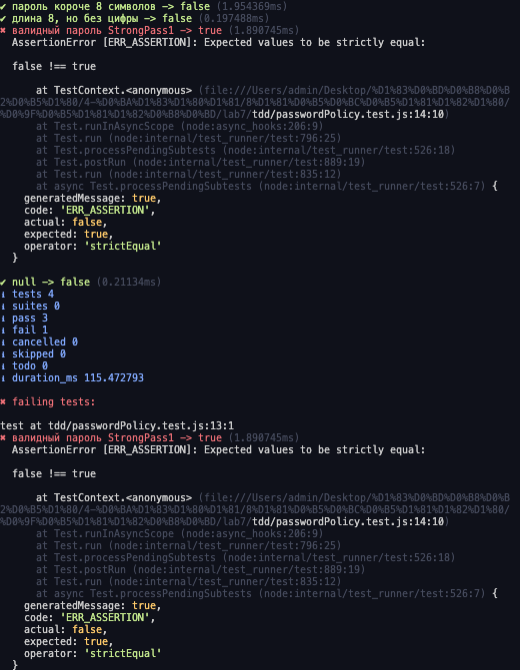 ✔ пароль короче 8 символов -> false (1.954369ms)
✔ длина 8, но без цифры -> false (0.197488ms)
✖ валидный пароль StrongPass1 -> true (1.890745ms)
AssertionError [ERR_ASSERTION]: Expected values to be strictly equal:
false !== true
at TestContext.<anonymous> (file:///Users/admin/Desktop/%D1%83%D0%BD%D0%B8%D0%B
2%D0%B5%D1%80/4-%D0%BA%D1%83%D1%80%D1%81/8%D1%81%D0%B5%D0%BC%D0%B5%D1%81%D1%82%D1%80/
%D0%9F%D0%B5%D1%81%D1%82%D0%B8%D0%BD/lab7/tdd/passwordPolicy.test.js:14:10)
at Test.runInAsyncScope (node:async_hooks:206:9)
at Test.run (node:internal/test_runner/test:796:25)
at Test.processPendingSubtests (node:internal/test_runner/test:526:18)
at Test.postRun (node:internal/test_runner/test:889:19)
at Test.run (node:internal/test_runner/test:835:12)
at async Test.processPendingSubtests (node:internal/test_runner/test:526:7) {
generatedMessage: true,
code: 'ERR_ASSERTION',
actual: false,
expected: true,
operator: 'strictEqual'
}
✔ null -> false (0.21134ms)
ℹ tests 4
ℹ suites 0
ℹ pass 3
ℹ fail 1
ℹ cancelled 0
ℹ skipped 0
ℹ todo 0
ℹ duration_ms 115.472793
✖ failing tests:
test at tdd/passwordPolicy.test.js:13:1
✖ валидный пароль StrongPass1 -> true (1.890745ms)
AssertionError [ERR_ASSERTION]: Expected values to be strictly equal:
false !== true
at TestContext.<anonymous> (file:///Users/admin/Desktop/%D1%83%D0%BD%D0%B8%D0%B
2%D0%B5%D1%80/4-%D0%BA%D1%83%D1%80%D1%81/8%D1%81%D0%B5%D0%BC%D0%B5%D1%81%D1%82%D1%80/
%D0%9F%D0%B5%D1%81%D1%82%D0%B8%D0%BD/lab7/tdd/passwordPolicy.test.js:14:10)
at Test.runInAsyncScope (node:async_hooks:206:9)
at Test.run (node:internal/test_runner/test:796:25)
at Test.processPendingSubtests (node:internal/test_runner/test:526:18)
at Test.postRun (node:internal/test_runner/test:889:19)
at Test.run (node:internal/test_runner/test:835:12)
at async Test.processPendingSubtests (node:internal/test_runner/test:526:7) {
generatedMessage: true,
code: 'ERR_ASSERTION',
actual: false,
expected: true,
operator: 'strictEqual'
}